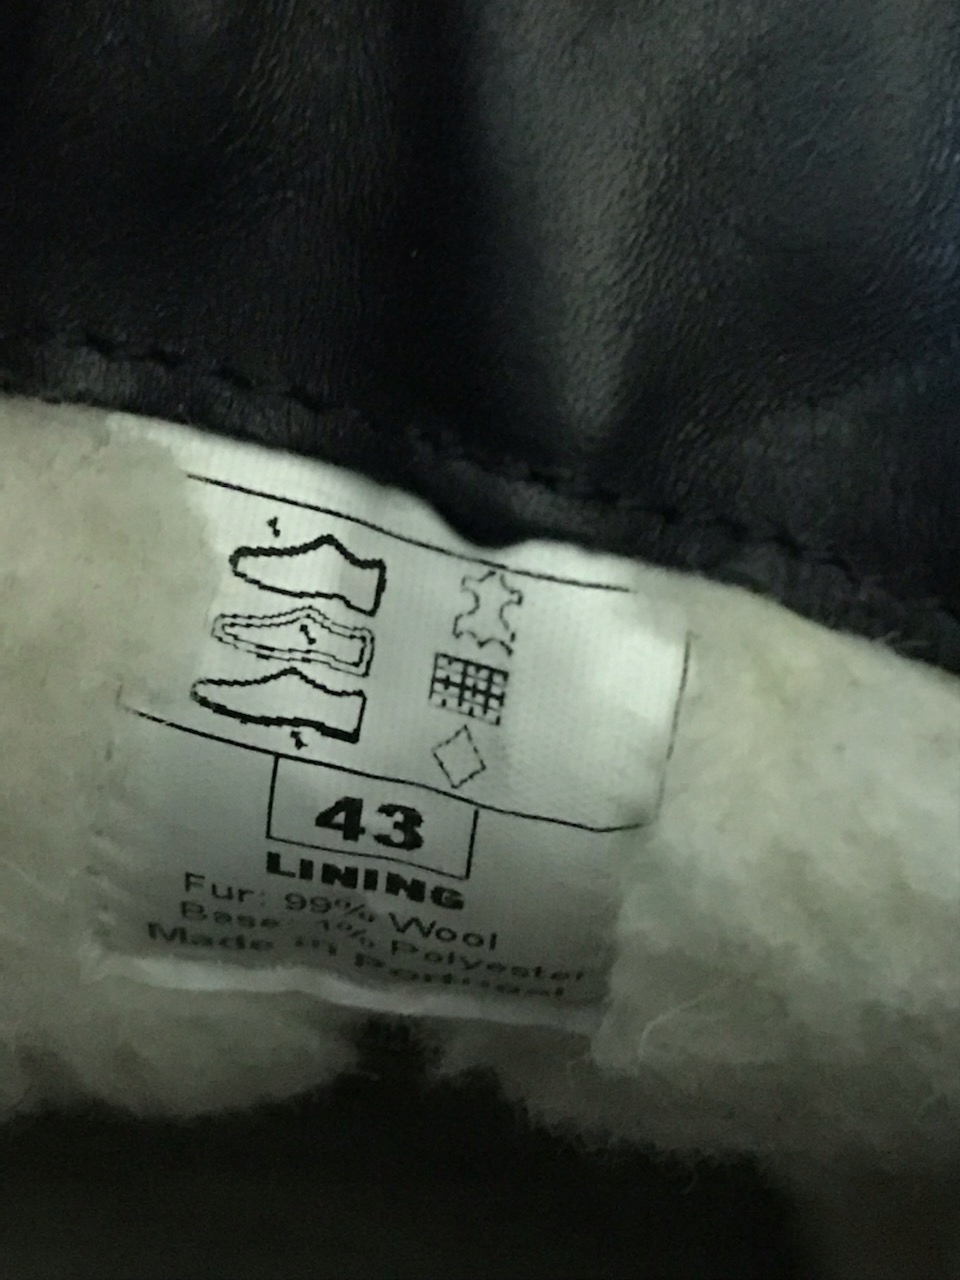 43
LINING
Fur: 99% Wool
Base 1% Polyester
Made in Portugal